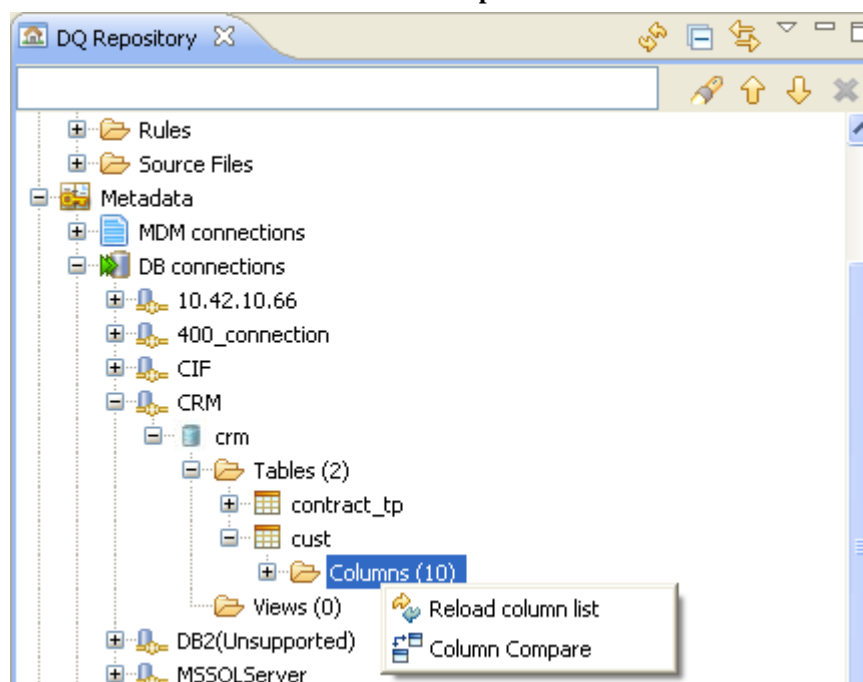 DQ Repository
Rules
Source Files
Metadata
MDM connections
DB connections
10.42.10.66
400_connection
CIF
CRM
crm
Tables (2)
contract_tp
cust
Columns (10)
Views (0)
Reload column list
DB2(Unsupported)
Column Compare
MSSQLServer